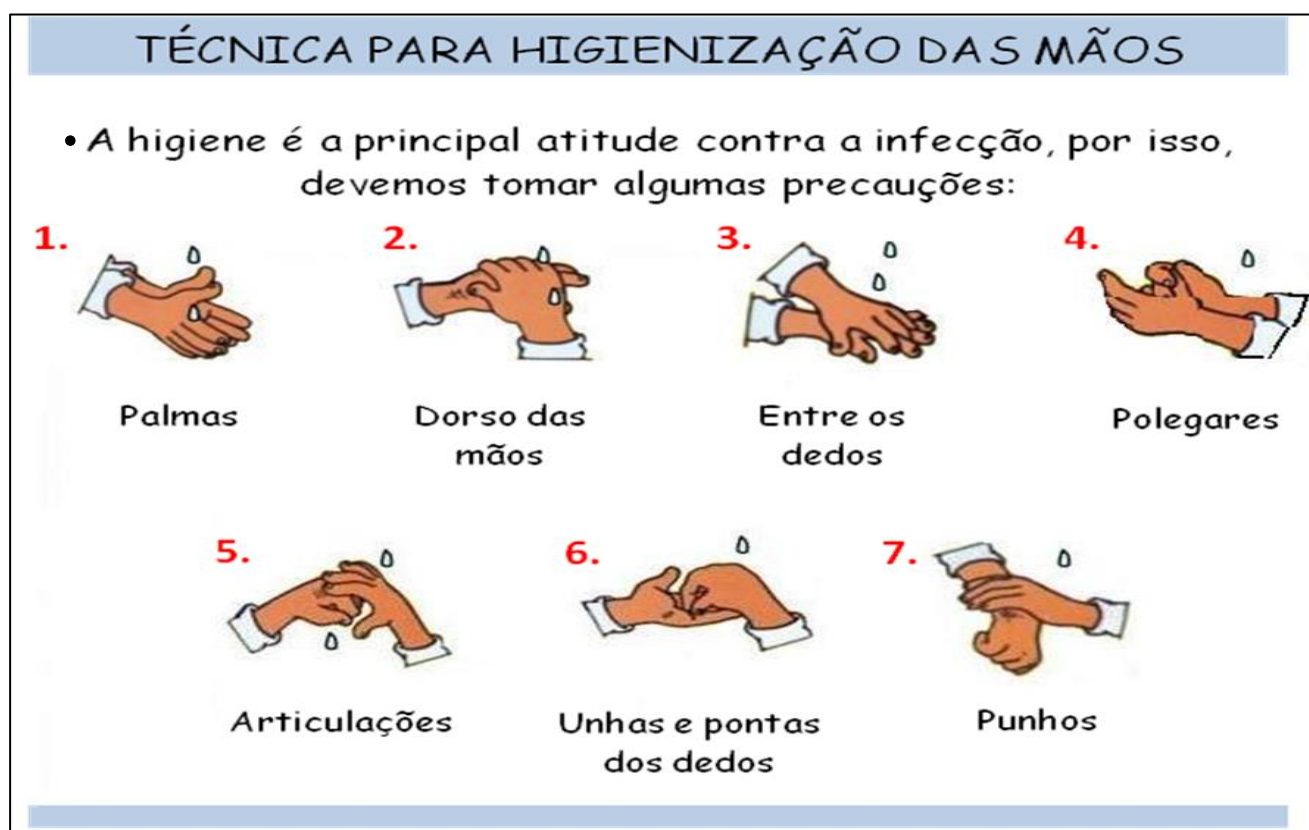 TÉCNICA PARA HIGIENIZAÇÃO DAS MÃOS
• A higiene é a principal atitude contra a infecção, por isso,
devemos tomar algumas precauções:
1.
Palmas
2.
Dorso das
mãos
3.
Entre os
dedos
4.
Polegares
5.
Articulações
6.
Unhas e pontas
dos dedos
7.
Punhos